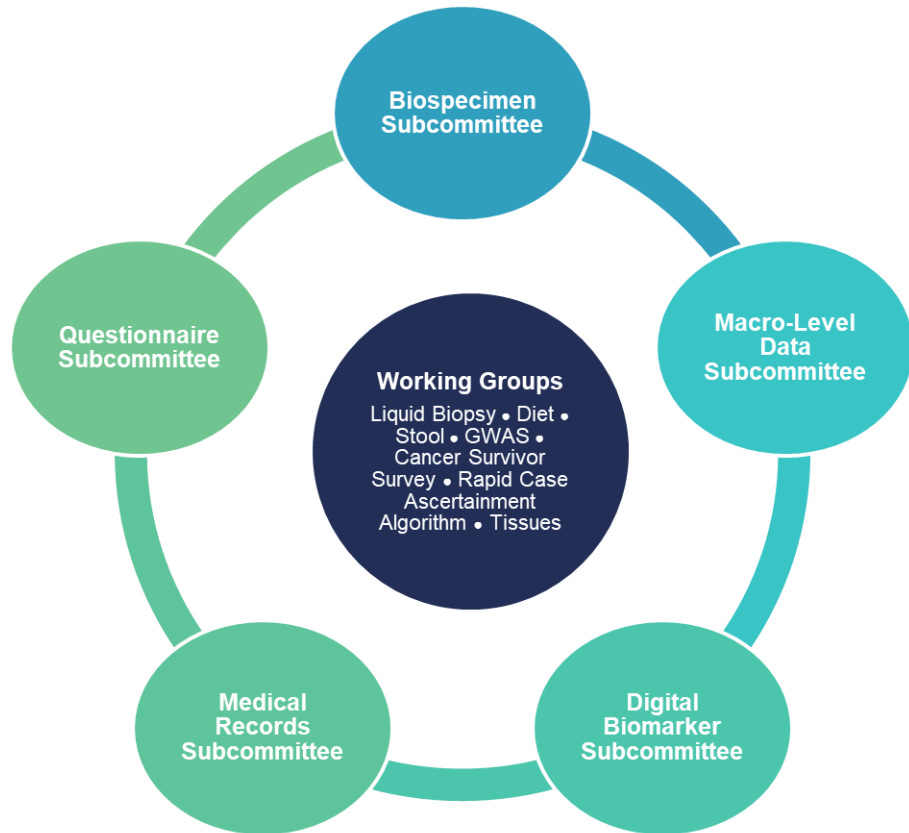 Biospecimen
Subcommittee
Questionnaire
Subcommittee
Macro-Level
Data
Subcommittee
Working Groups
Liquid Biopsy • Diet •
Stool • GWAS •
Cancer Survivor
Survey • Rapid Case
Ascertainment
Algorithm • Tissues
Medical
Records
Subcommittee
Digital
Biomarker
Subcommittee